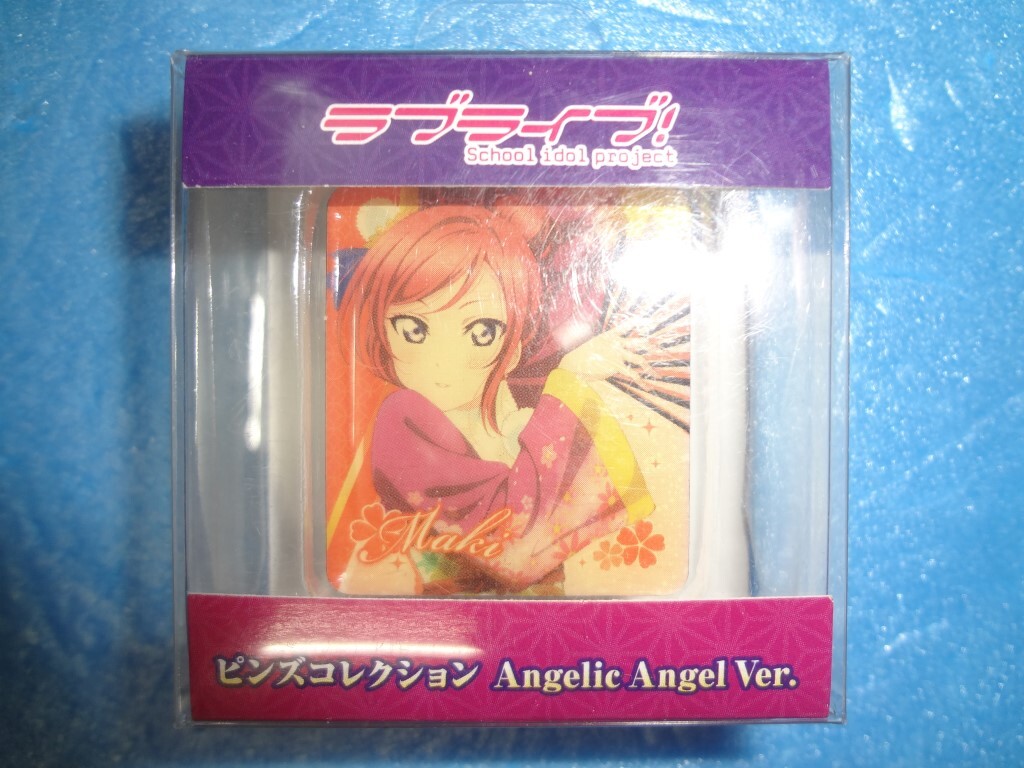 ラブライブ!
School idol project
Maki
ピンズコレクション Angelic Angel Ver.